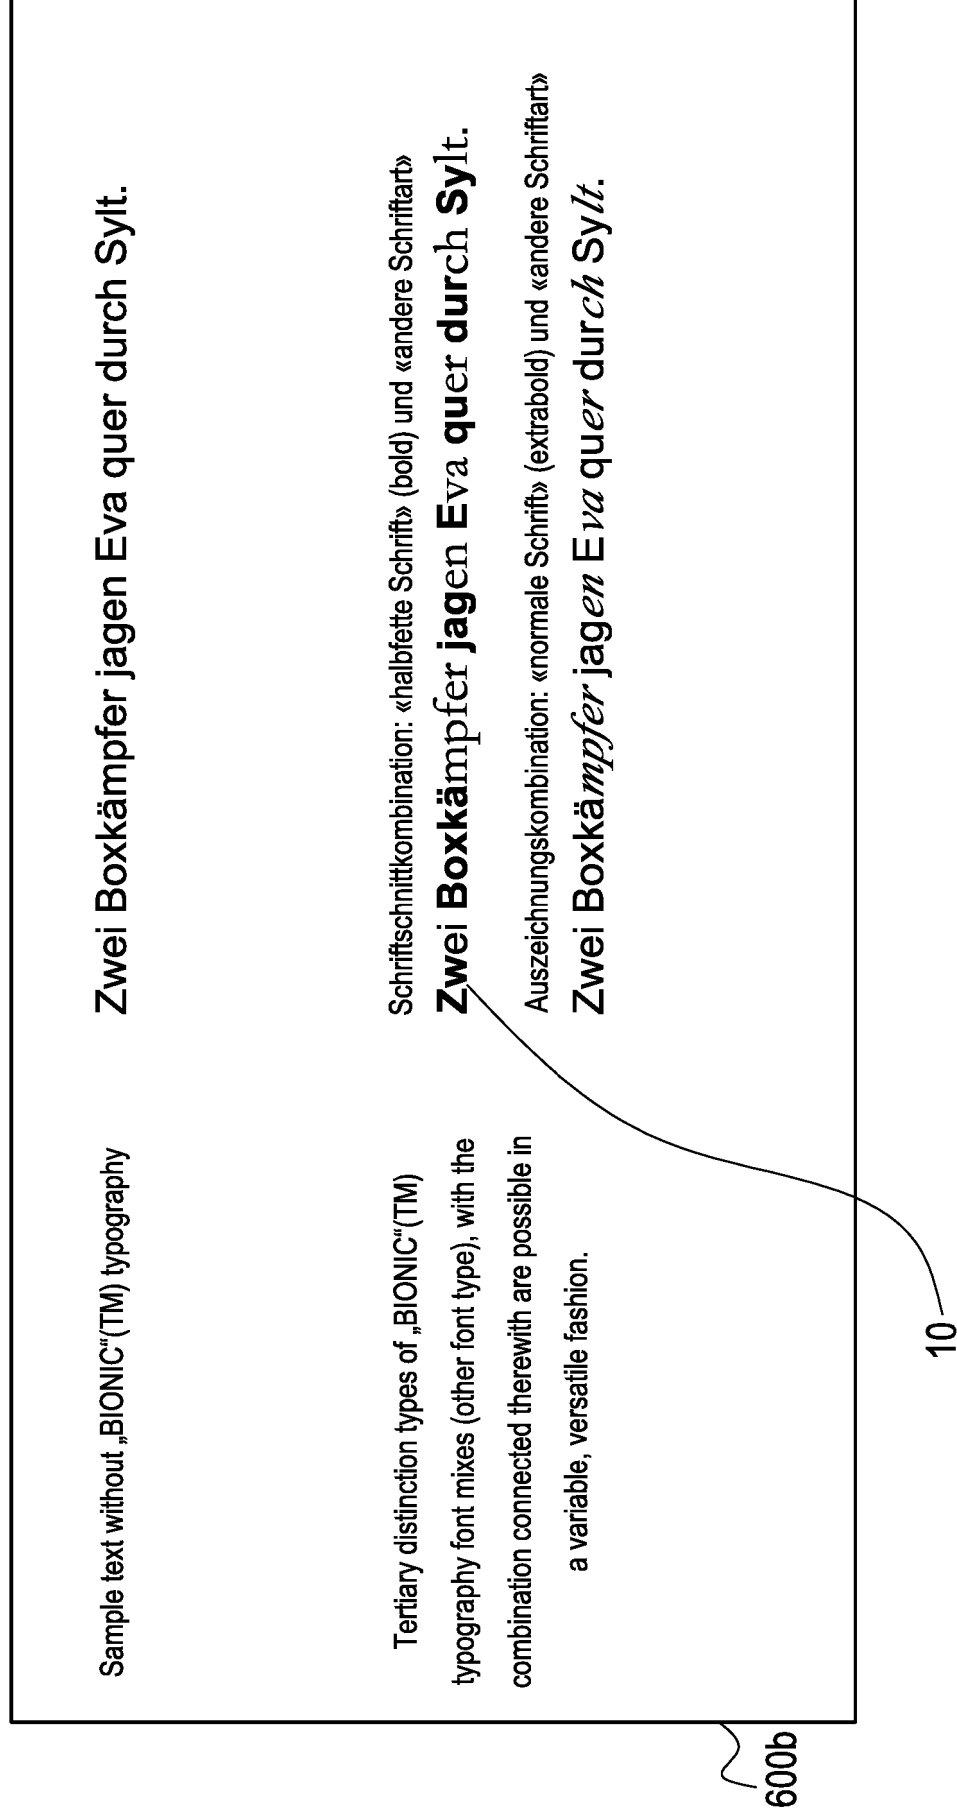 Sample text without „BIONIC“(TM) typography
Zwei Boxkämpfer jagen Eva quer durch Sylt.
Tertiary distinction types of „BIONIC“(TM)
typography font mixes (other font type), with the
combination connected therewith are possible in
a variable, versatile fashion.
Schriftschnittkombination: «halbfette Schrift» (bold) und «andere Schriftart»
Zwei Boxkämpfer jagen Eva quer durch Sylt.
Auszeichnungskombination: «normale Schrift» (extrabold) und «andere Schriftart»
Zwei Boxkämpfer jagen Eva quer durch Sylt.
600b
10